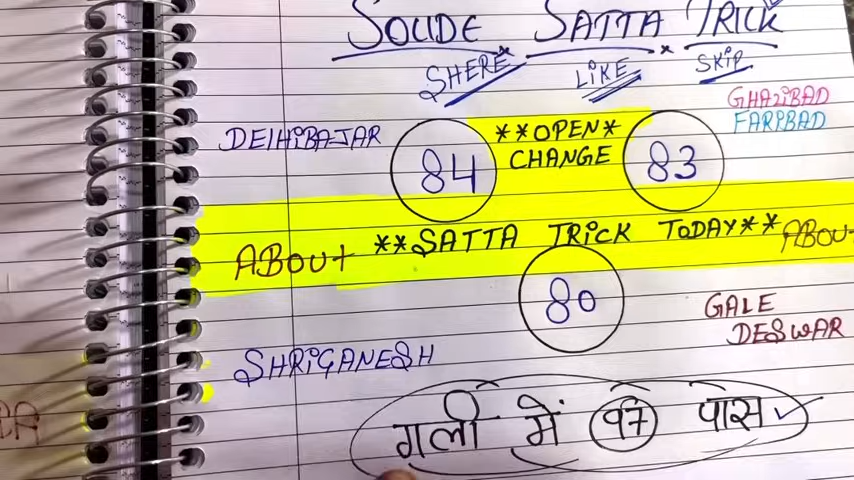 SOLIDE SATTA TRICK
SHERE* LIKE* SKIP
GHAZIBAD
FARIBAD
DElHiBAJAR 84 **OPEN* CHANGE 83
ABOUt **SATTA TRiCK TODAY** ABOUt
80
GALE
DESWAR
SHRiGANESH
गली में 97 पास